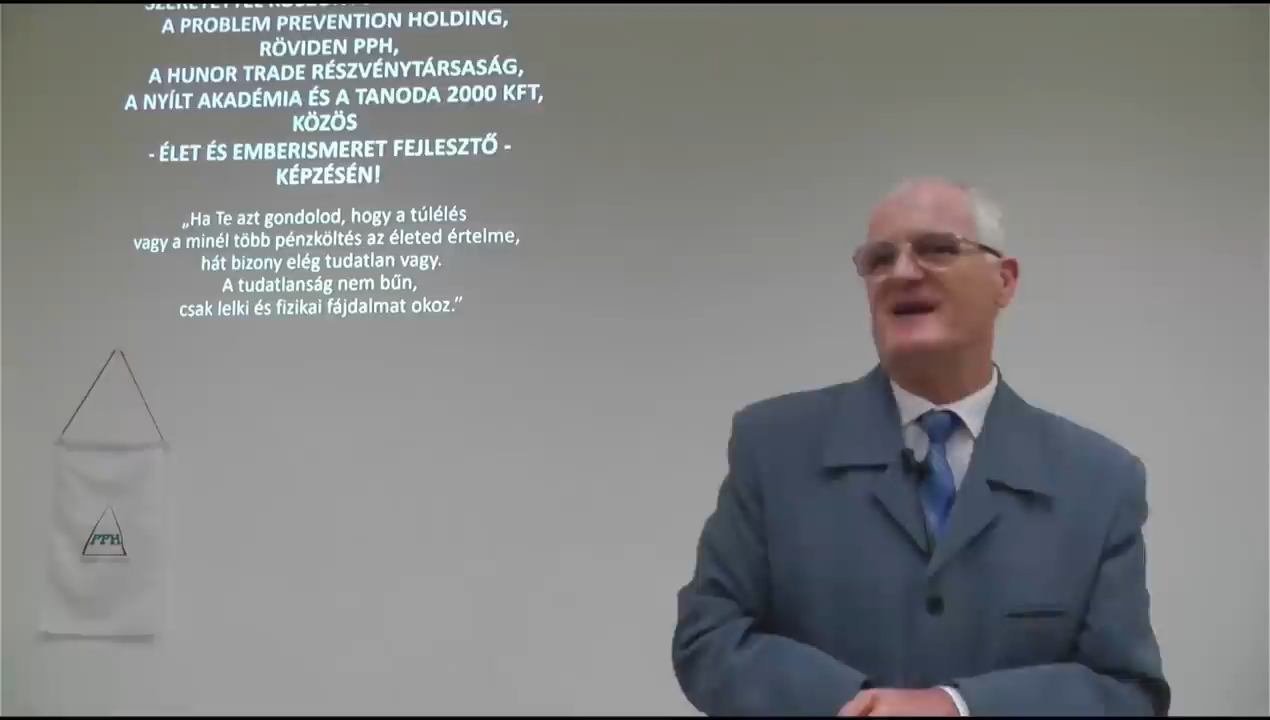 A PROBLEM PREVENTION HOLDING,
RÖVIDEN PPH,
A HUNOR TRADE RÉSZVÉNYTÁRSASÁG,
A NYÍLT AKADÉMIA ÉS A TANODA 2000 KFT,
KÖZÖS
- ÉLET ÉS EMBERISMERET FEJLESZTŐ -
KÉPZÉSÉN!
„Ha Te azt gondolod, hogy a túlélés
vagy a minél több pénzköltés az életed értelme,
hát bizony elég tudatlan vagy.
A tudatlanság nem bűn,
csak lelki és fizikai fájdalmat okoz.”
PPH